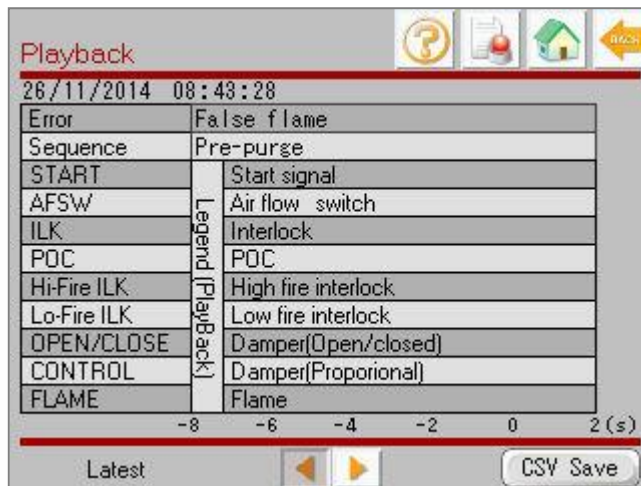 BACK
Playback
26/11/2014 08:43:28
Error False flame
Sequence Pre-purge
START Start signal
AFSW Air flow switch
ILK Interlock
POC POC
Hi-Fire ILK High fire interlock
Lo-Fire ILK Low fire interlock
OPEN/CLOSE Damper(Open/closed)
CONTROL Damper(Proporional)
FLAME Flame
Legend (PlayBack)
-8 -6 -4 -2 0 2(s)
Latest CSV Save